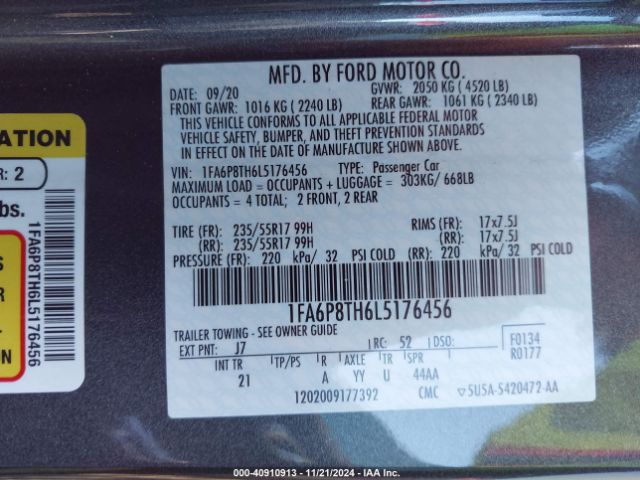 ATION
R: 2
bs.
S
R
R
ION
1FA6P8TH6L5176456
MFD. BY FORD MOTOR CO.
DATE: 09/20 GVWR: 2050 KG ( 4520 LB)
FRONT GAWR: 1016 KG ( 2240 LB) REAR GAWR: 1061 KG ( 2340 LB)
THIS VEHICLE CONFORMS TO ALL APPLICABLE FEDERAL MOTOR
VEHICLE SAFETY, BUMPER, AND THEFT PREVENTION STANDARDS
IN EFFECT ON THE DATE OF MANUFACTURE SHOWN ABOVE.
VIN: 1FA6P8TH6L5176456 TYPE: Passenger Car
MAXIMUM LOAD = OCCUPANTS + LUGGAGE = 303KG/ 668LB
OCCUPANTS = 4 TOTAL; 2 FRONT, 2 REAR
TIRE (FR): 235/55R17 99H RIMS (FR): 17x7.5J
(RR): 235/55R17 99H (RR): 17x7.5J
PRESSURE (FR): 220 kPa/ 32 PSI COLD (RR): 220 kPa/ 32 PSI COLD
1FA6P8TH6L5176456
TRAILER TOWING - SEE OWNER GUIDE
EXT PNT: J7 RC: 52 DSO: F0134
R0177
INT TR TP/PS R AXLE TR SPR
21 A YY U 44AA
1202009177392 CMC 5U5A-5420472-AA
000-40910913 - 11/21/2024 - IAA Inc.